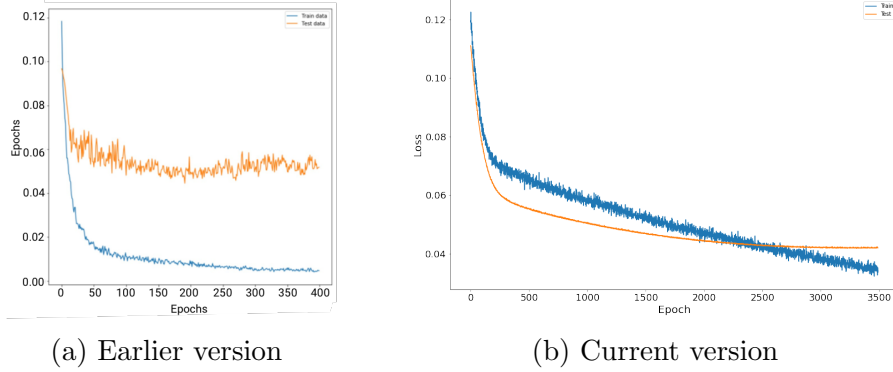 0.12
0.10
0.08
0.06
0.04
0.02
0.00
Epochs
Train data
Test data
0 50 100 150 200 250 300 350 400
Epochs
(a) Earlier version
0.12
0.10
0.08
0.06
0.04
Loss
Train
Test
0 500 1000 1500 2000 2500 3000 3500
Epoch
(b) Current version